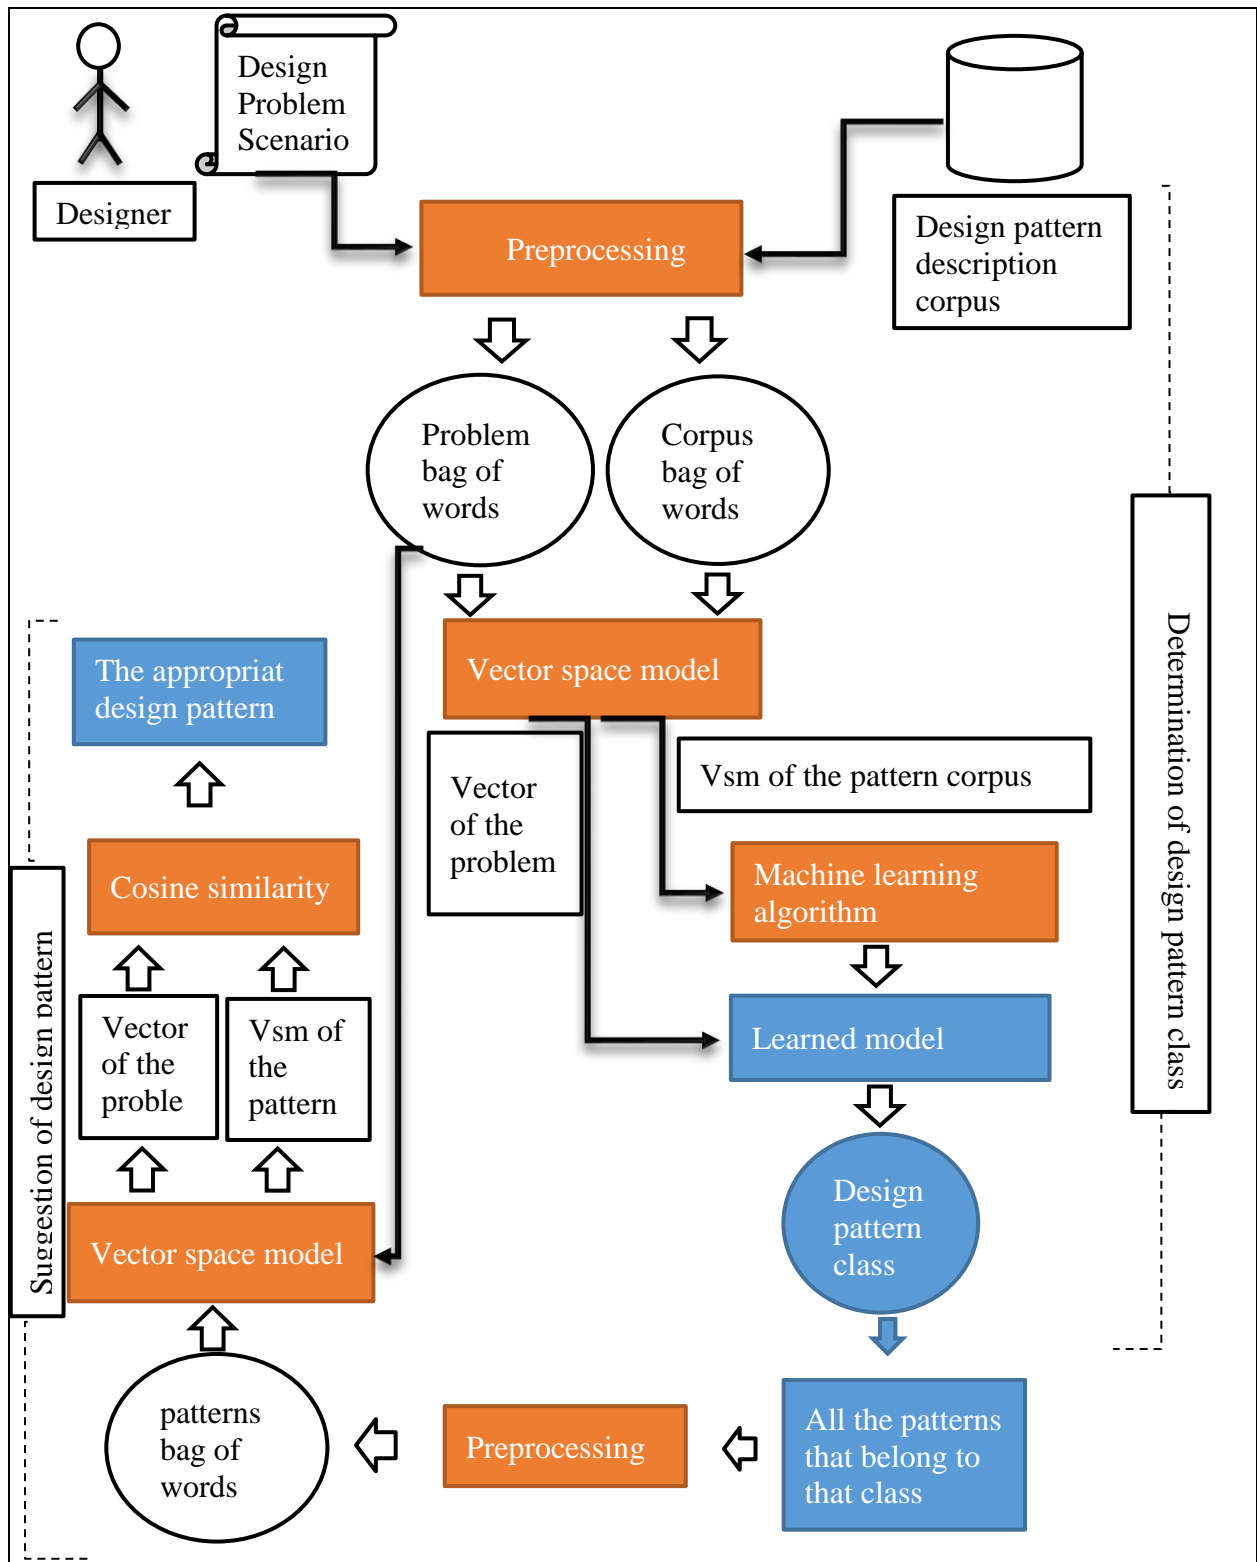 Design
Problem
Scenario
Designer
Design pattern
description
corpus
Preprocessing
Problem
bag of
words
Corpus
bag of
words
Vector space model
The appropriat
design pattern
Vector
of the
problem
Vsm of the pattern corpus
Machine learning
algorithm
Cosine similarity
Learned model
Vector
of the
proble
Vsm of
the
pattern
Design
pattern
class
Vector space model
Determination of design pattern class
Suggestion of design pattern
All the patterns
that belong to
that class
Preprocessing
patterns
bag of
words